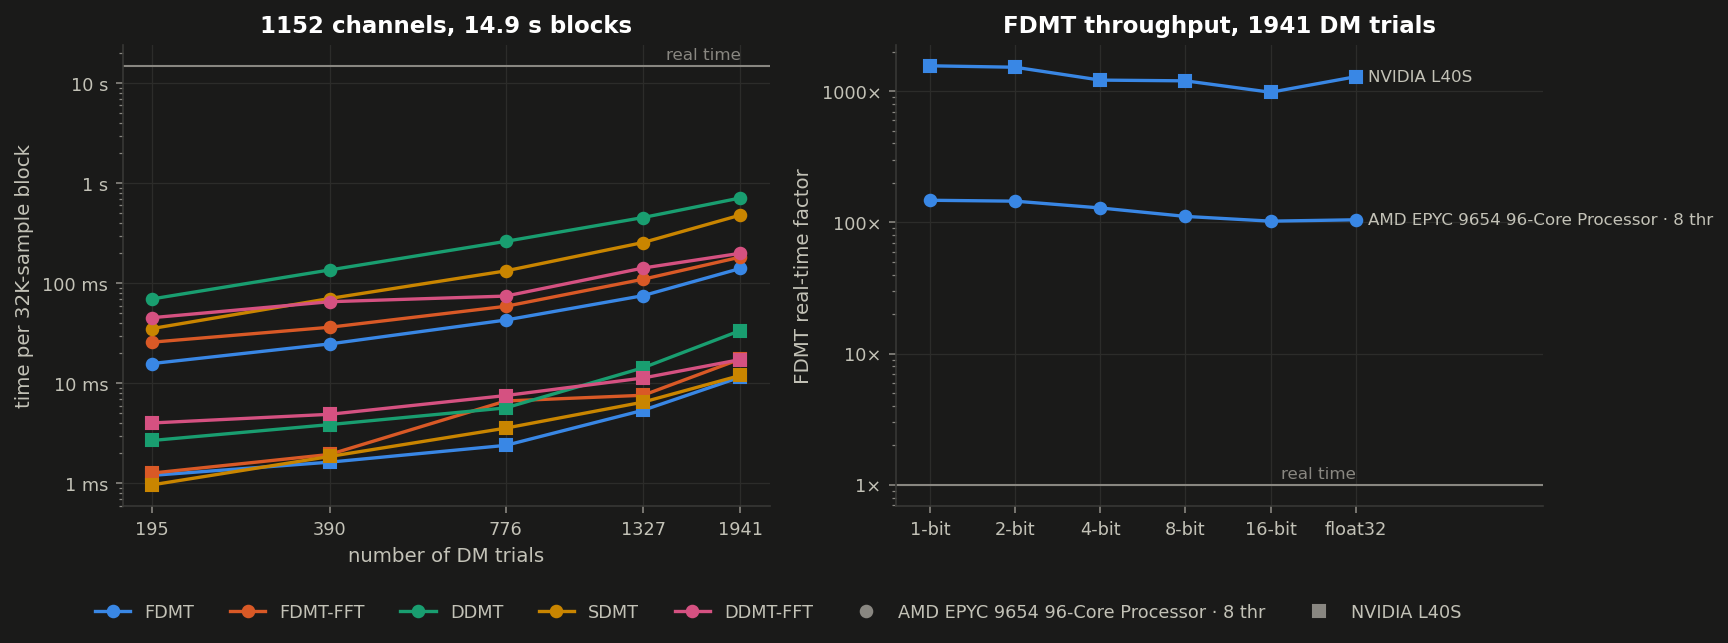 1152 channels, 14.9 s blocks
real time
10 s
1 s
100 ms
10 ms
1 ms
time per 32K-sample block
195 390 776 1327 1941
number of DM trials
FDMT throughput, 1941 DM trials
1000×
100×
10×
1×
FDMT real-time factor
NVIDIA L40S
AMD EPYC 9654 96-Core Processor · 8 thr
real time
1-bit 2-bit 4-bit 8-bit 16-bit float32
FDMT FDMT-FFT DDMT SDMT DDMT-FFT AMD EPYC 9654 96-Core Processor · 8 thr NVIDIA L40S